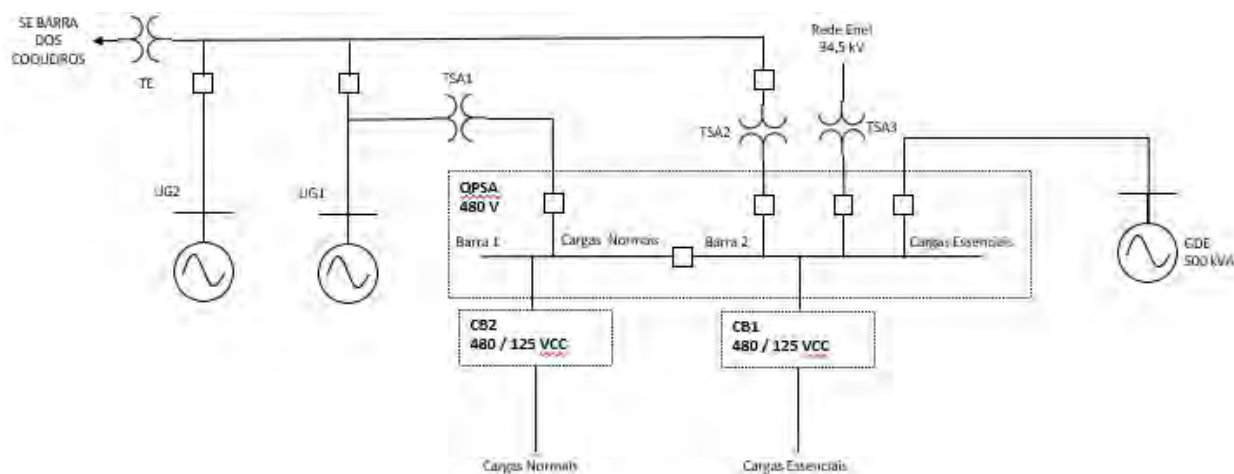 SE BARRA
DOS
COQUEIROS
TE
TSA1
Rede Enel
34,5 kV
TSA2
TSA3
UG2
UG1
QPSA
480 V
Barra 1
Cargas Normais
Barra 2
Cargas Essenciais
GDE
500 kVA
CB2
480 / 125 VCC
CB1
480 / 125 VCC
Cargas Normais
Cargas Essenciais